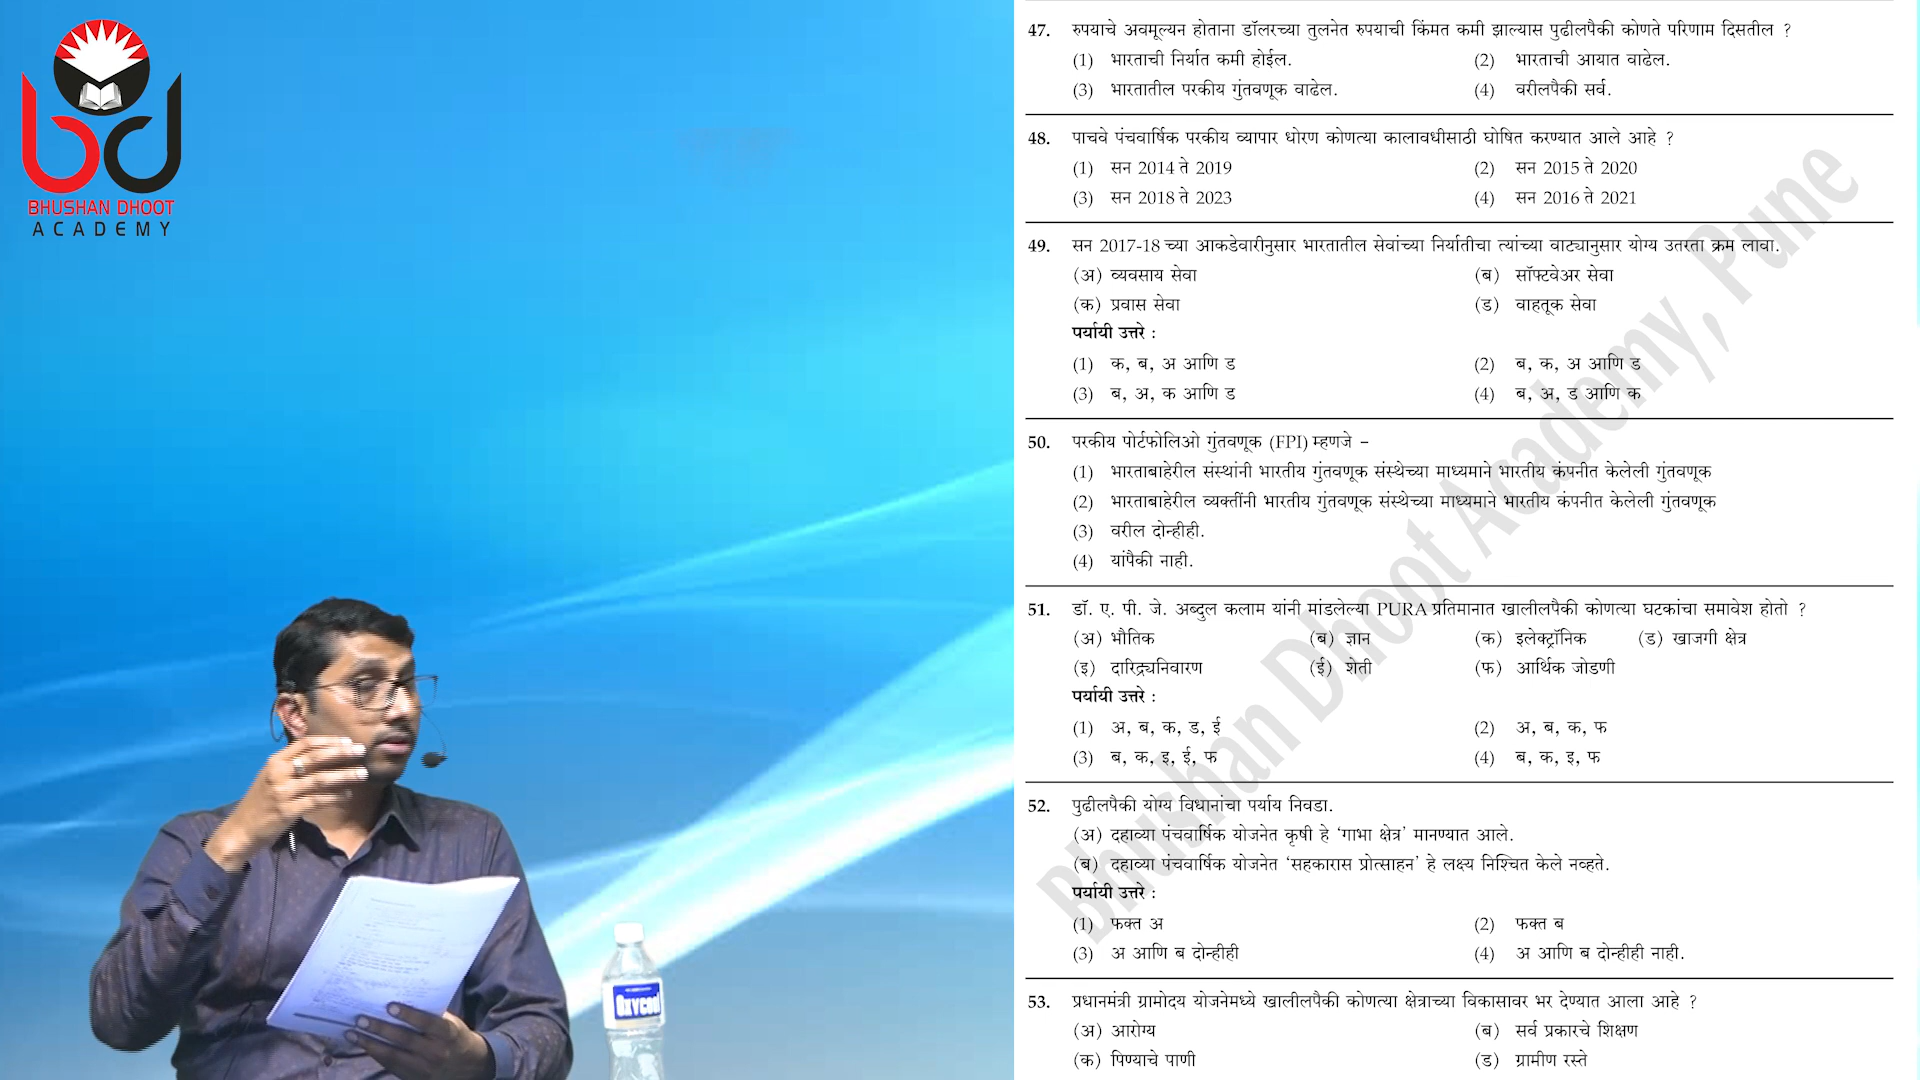 BHUSHAN DHOOT
ACADEMY
OXYCOOL
47. रुपयाचे अवमूल्यन होताना डॉलरच्या तुलनेत रुपयाची किंमत कमी झाल्यास पुढीलपैकी कोणते परिणाम दिसतील ?
(1) भारताची निर्यात कमी होईल. (2) भारताची आयात वाढेल.
(3) भारतातील परकीय गुंतवणूक वाढेल. (4) वरीलपैकी सर्व.
48. पाचवे पंचवार्षिक परकीय व्यापार धोरण कोणत्या कालावधीसाठी घोषित करण्यात आले आहे ?
(1) सन 2014 ते 2019 (2) सन 2015 ते 2020
(3) सन 2018 ते 2023 (4) सन 2016 ते 2021
49. सन 2017-18 च्या आकडेवारीनुसार भारतातील सेवांच्या निर्यातीचा त्यांच्या वाट्यानुसार योग्य उतरता क्रम लावा.
(अ) व्यवसाय सेवा (ब) सॉफ्टवेअर सेवा
(क) प्रवास सेवा (ड) वाहतूक सेवा
पर्यायी उत्तरे :
(1) क, ब, अ आणि ड (2) ब, क, अ आणि ड
(3) ब, अ, क आणि ड (4) ब, अ, ड आणि क
50. परकीय पोर्टफोलिओ गुंतवणूक (FPI) म्हणजे –
(1) भारताबाहेरील संस्थांनी भारतीय गुंतवणूक संस्थेच्या माध्यमाने भारतीय कंपनीत केलेली गुंतवणूक
(2) भारताबाहेरील व्यक्तींनी भारतीय गुंतवणूक संस्थेच्या माध्यमाने भारतीय कंपनीत केलेली गुंतवणूक
(3) वरील दोन्हीही.
(4) यांपैकी नाही.
51. डॉ. ए. पी. जे. अब्दुल कलाम यांनी मांडलेल्या PURA प्रतिमानात खालीलपैकी कोणत्या घटकांचा समावेश होतो ?
(अ) भौतिक (ब) ज्ञान (क) इलेक्ट्रॉनिक (ड) खाजगी क्षेत्र
(इ) दारिद्र्यनिवारण (ई) शेती (फ) आर्थिक जोडणी
पर्यायी उत्तरे :
(1) अ, ब, क, ड, ई (2) अ, ब, क, फ
(3) ब, क, इ, ई, फ (4) ब, क, इ, फ
52. पुढीलपैकी योग्य विधानांचा पर्याय निवडा.
(अ) दहाव्या पंचवार्षिक योजनेत कृषी हे ‘गाभा क्षेत्र’ मानण्यात आले.
(ब) दहाव्या पंचवार्षिक योजनेत ‘सहकारास प्रोत्साहन’ हे लक्ष्य निश्चित केले नव्हते.
पर्यायी उत्तरे :
(1) फक्त अ (2) फक्त ब
(3) अ आणि ब दोन्हीही (4) अ आणि ब दोन्हीही नाही.
53. प्रधानमंत्री ग्रामोदय योजनेमध्ये खालीलपैकी कोणत्या क्षेत्राच्या विकासावर भर देण्यात आला आहे ?
(अ) आरोग्य (ब) सर्व प्रकारचे शिक्षण
(क) पिण्याचे पाणी (ड) ग्रामीण रस्ते
Bhushan Dhoot Academy, Pune